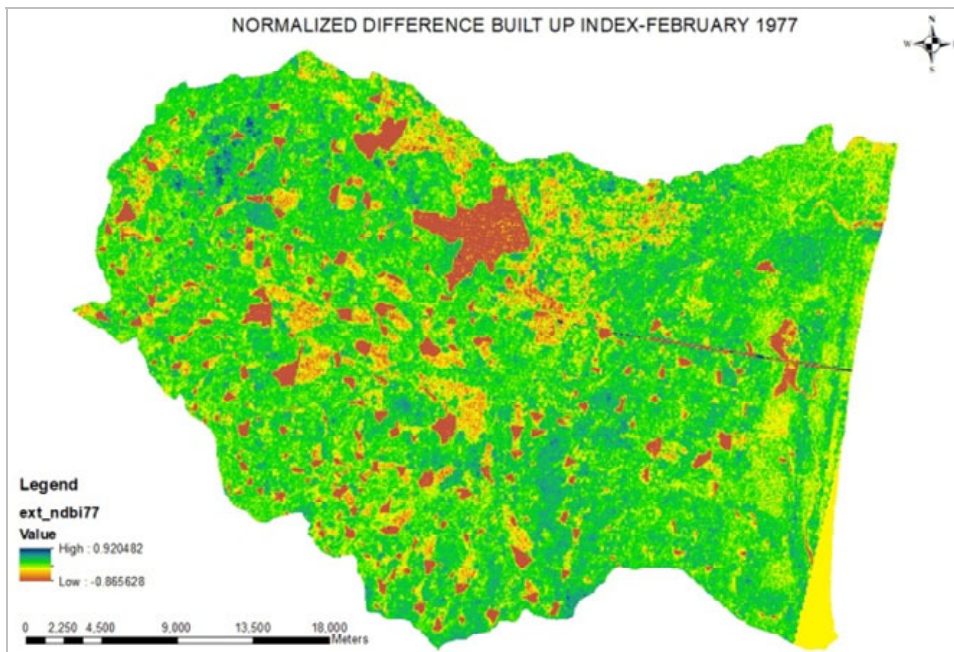 NORMALIZED DIFFERENCE BUILT UP INDEX-FEBRUARY 1977
N
W
S
Legend
ext_ndbi77
Value
High : 0.920482
Low : -0.865628
0 2,250 4,500 9,000 13,500 18,000
Meters